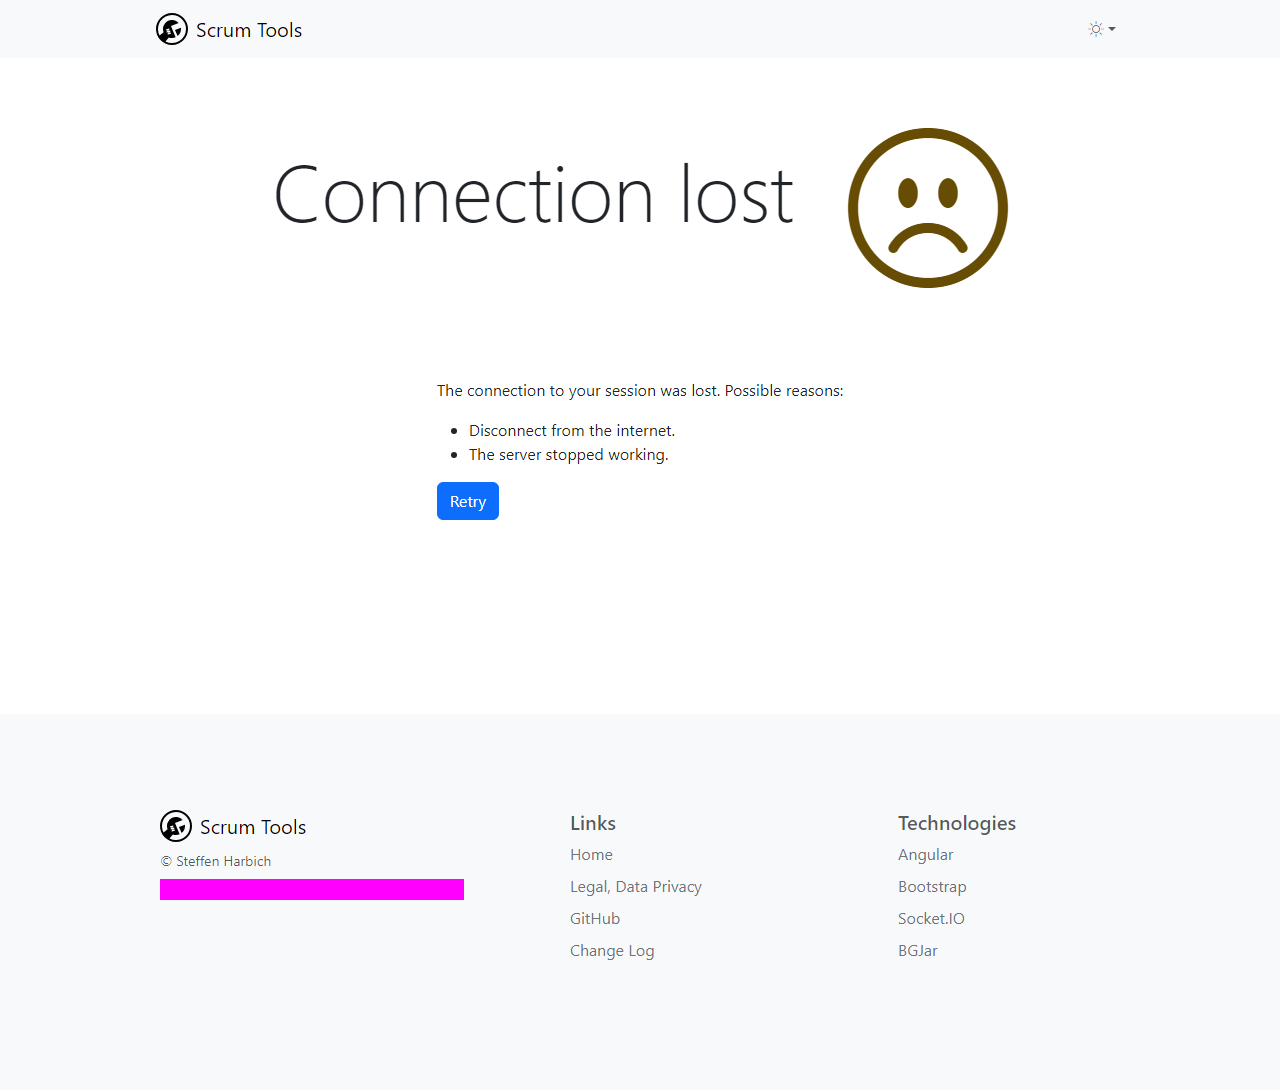 Scrum Tools
Connection lost
The connection to your session was lost. Possible reasons:
Disconnect from the internet.
The server stopped working.
Retry
Scrum Tools
© Steffen Harbich
Links
Home
Legal, Data Privacy
GitHub
Change Log
Technologies
Angular
Bootstrap
Socket.IO
BGJar